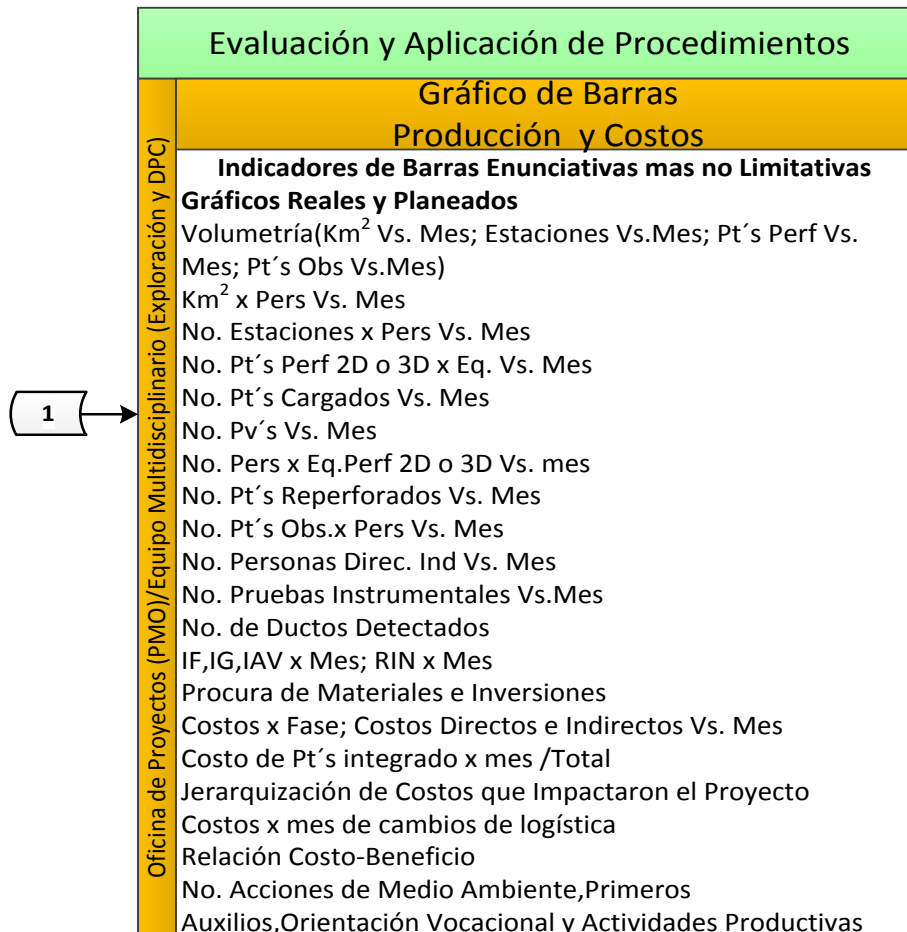 Evaluación y Aplicación de Procedimientos
Gráfico de Barras
Producción y Costos
Oficina de Proyectos (PMO)/Equipo Multidisciplinario (Exploración y DPC)
1
Indicadores de Barras Enunciativas mas no Limitativas
Gráficos Reales y Planeados
Volumetría(Km² Vs. Mes; Estaciones Vs.Mes; Pt´s Perf Vs.
Mes; Pt´s Obs Vs.Mes)
Km² x Pers Vs. Mes
No. Estaciones x Pers Vs. Mes
No. Pt´s Perf 2D o 3D x Eq. Vs. Mes
No. Pt´s Cargados Vs. Mes
No. Pv´s Vs. Mes
No. Pers x Eq.Perf 2D o 3D Vs. mes
No. Pt´s Reperforados Vs. Mes
No. Pt´s Obs.x Pers Vs. Mes
No. Personas Direc. Ind Vs. Mes
No. Pruebas Instrumentales Vs.Mes
No. de Ductos Detectados
IF,IG,IAV x Mes; RIN x Mes
Procura de Materiales e Inversiones
Costos x Fase; Costos Directos e Indirectos Vs. Mes
Costo de Pt´s integrado x mes /Total
Jerarquización de Costos que Impactaron el Proyecto
Costos x mes de cambios de logística
Relación Costo-Beneficio
No. Acciones de Medio Ambiente,Primeros
Auxilios,Orientación Vocacional y Actividades Productivas